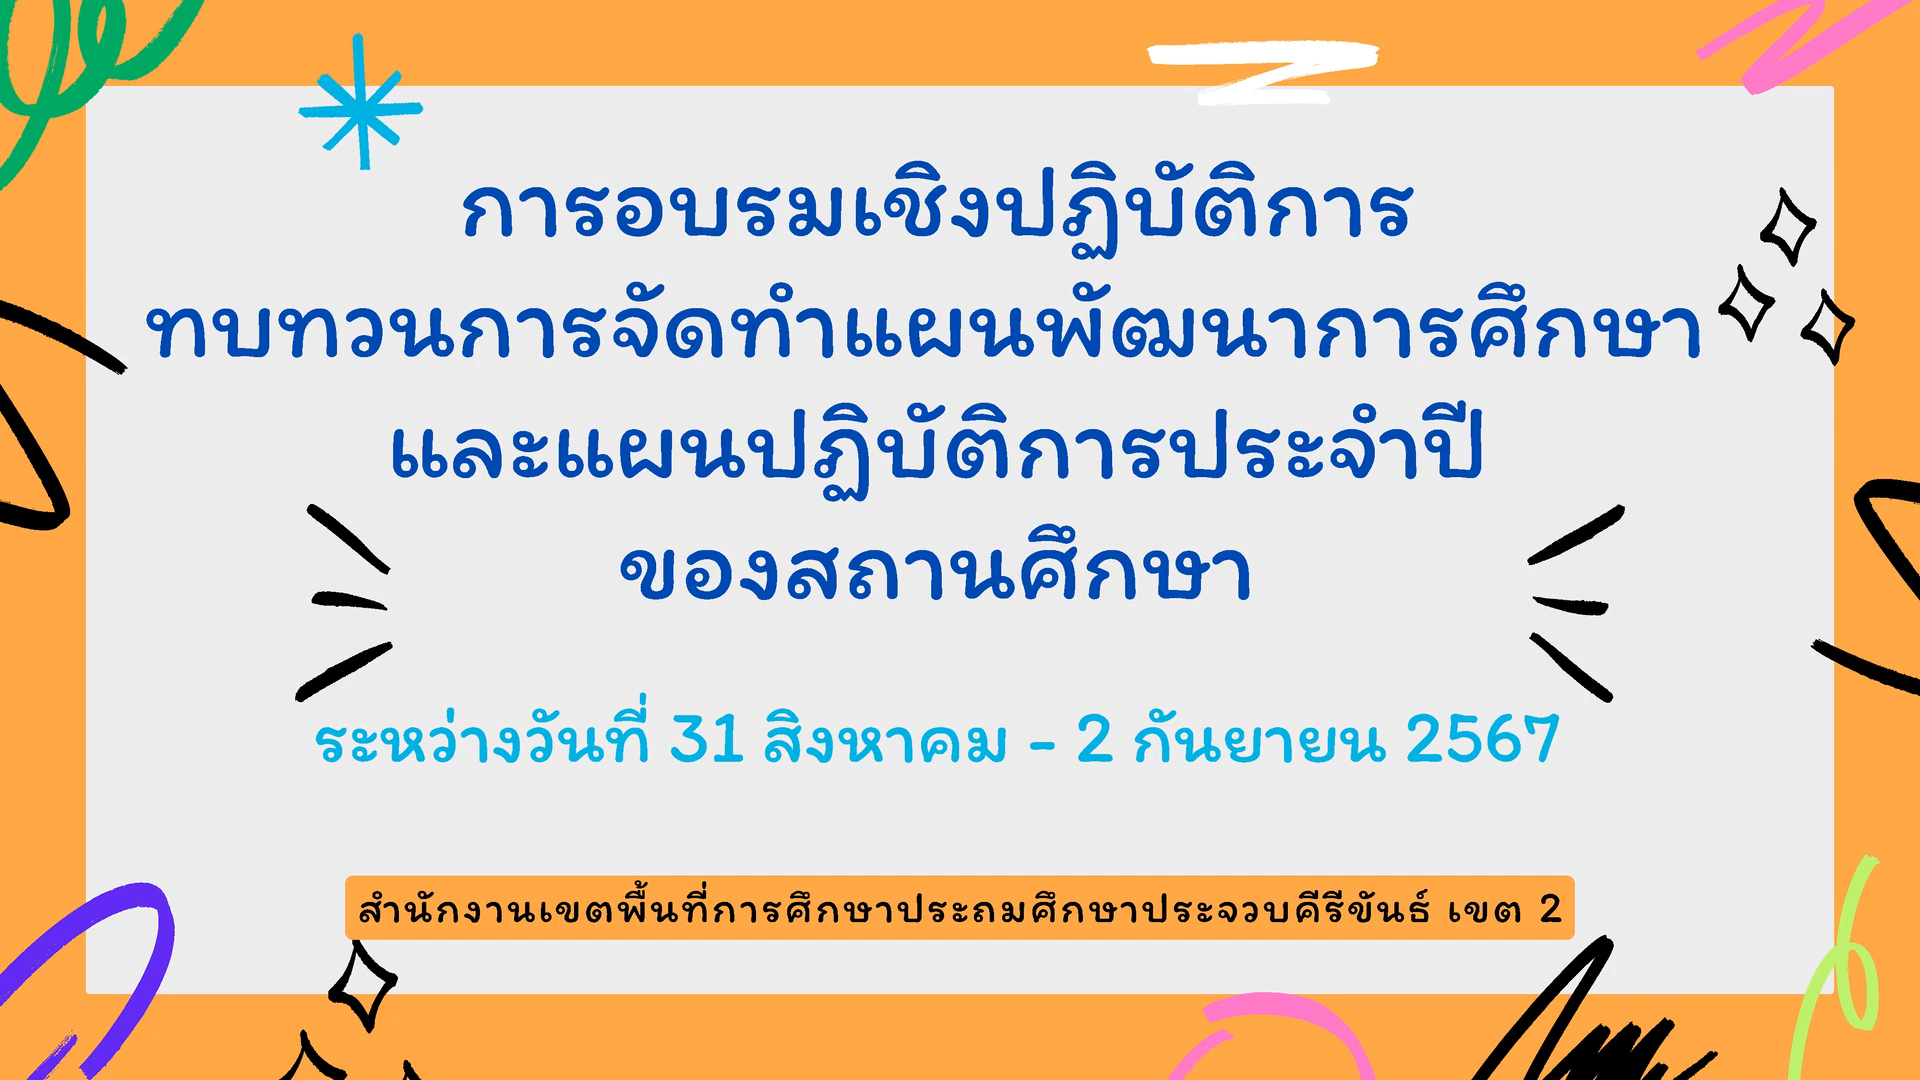 การอบรมเชิงปฏิบัติการ
ทบทวนการจัดทำแผนพัฒนาการศึกษา
และแผนปฏิบัติการประจำปี
ของสถานศึกษา
ระหว่างวันที่ 31 สิงหาคม - 2 กันยายน 2567
สำนักงานเขตพื้นที่การศึกษาประถมศึกษาประจวบคีรีขันธ์ เขต 2